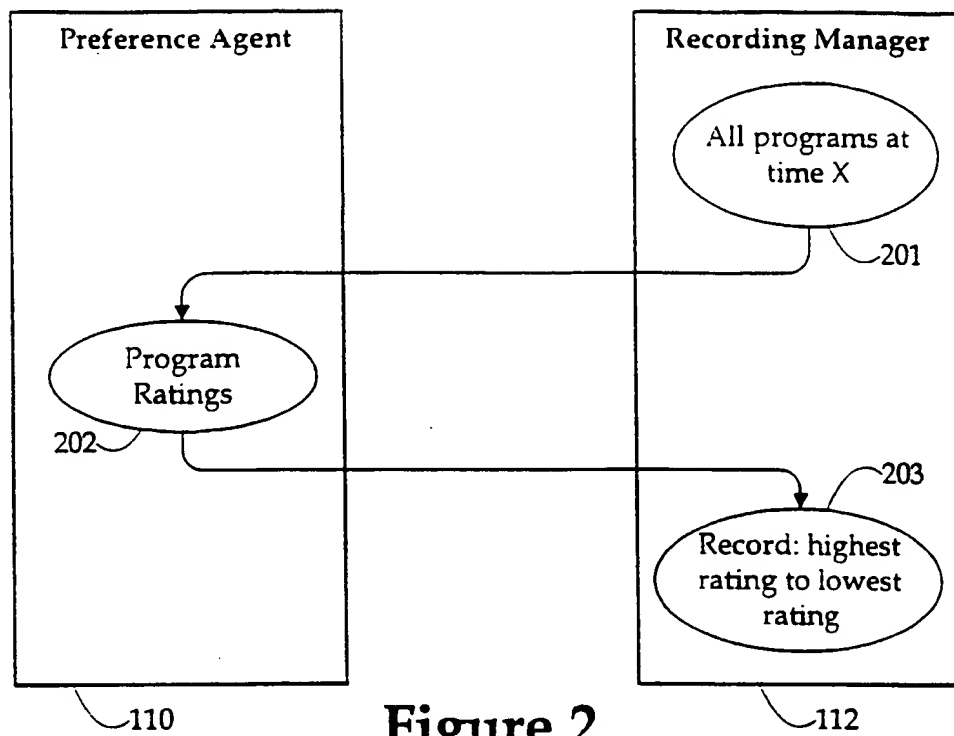 Preference Agent
Recording Manager
All programs at
time X
201
Program
Ratings
202
203
Record: highest
rating to lowest
rating
110
112
Figure 2